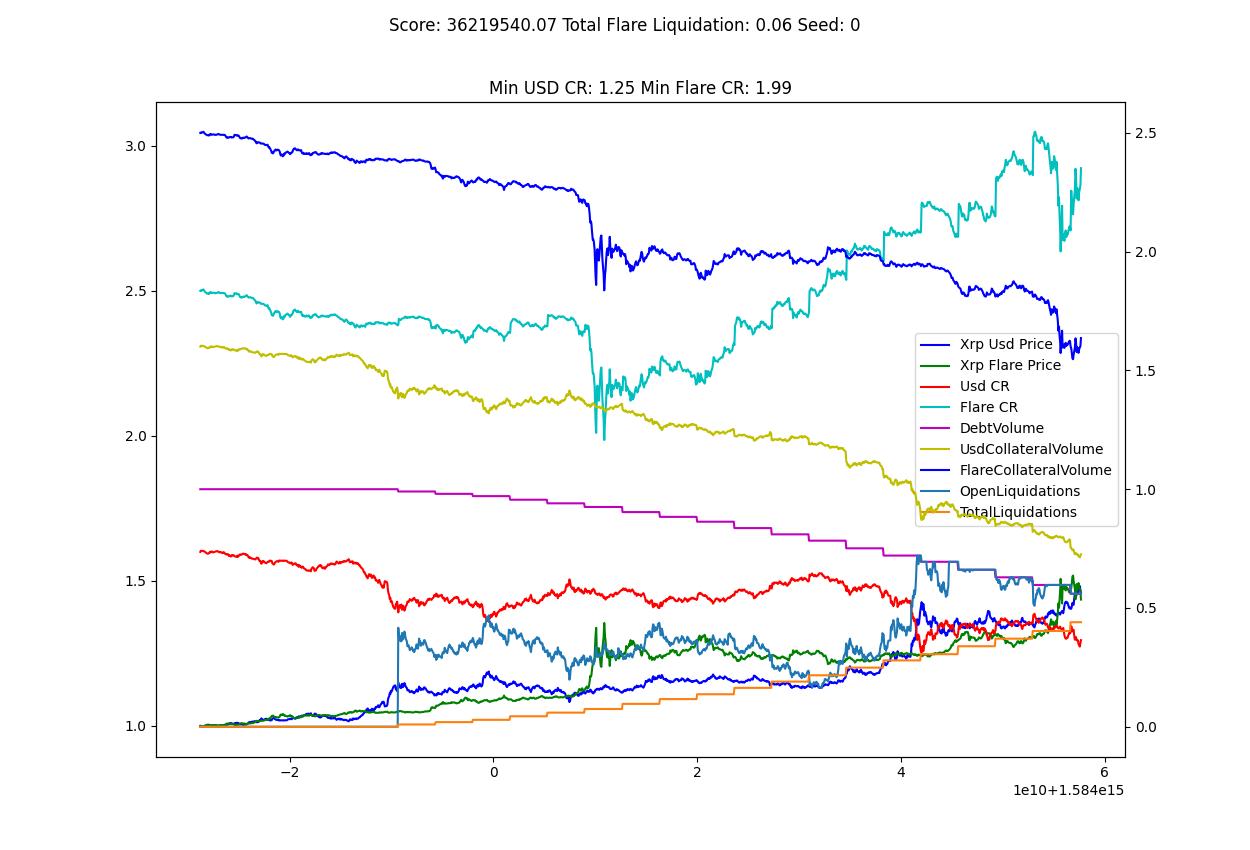 Score: 36219540.07 Total Flare Liquidation: 0.06 Seed: 0
Min USD CR: 1.25 Min Flare CR: 1.99
3.0
2.5
2.0
1.5
1.0
2.5
2.0
1.5
1.0
0.5
0.0
Xrp Usd Price
Xrp Flare Price
Usd CR
Flare CR
DebtVolume
UsdCollateralVolume
FlareCollateralVolume
OpenLiquidations
TotalLiquidations
−2 0 2 4 6
1e10+1.584e15